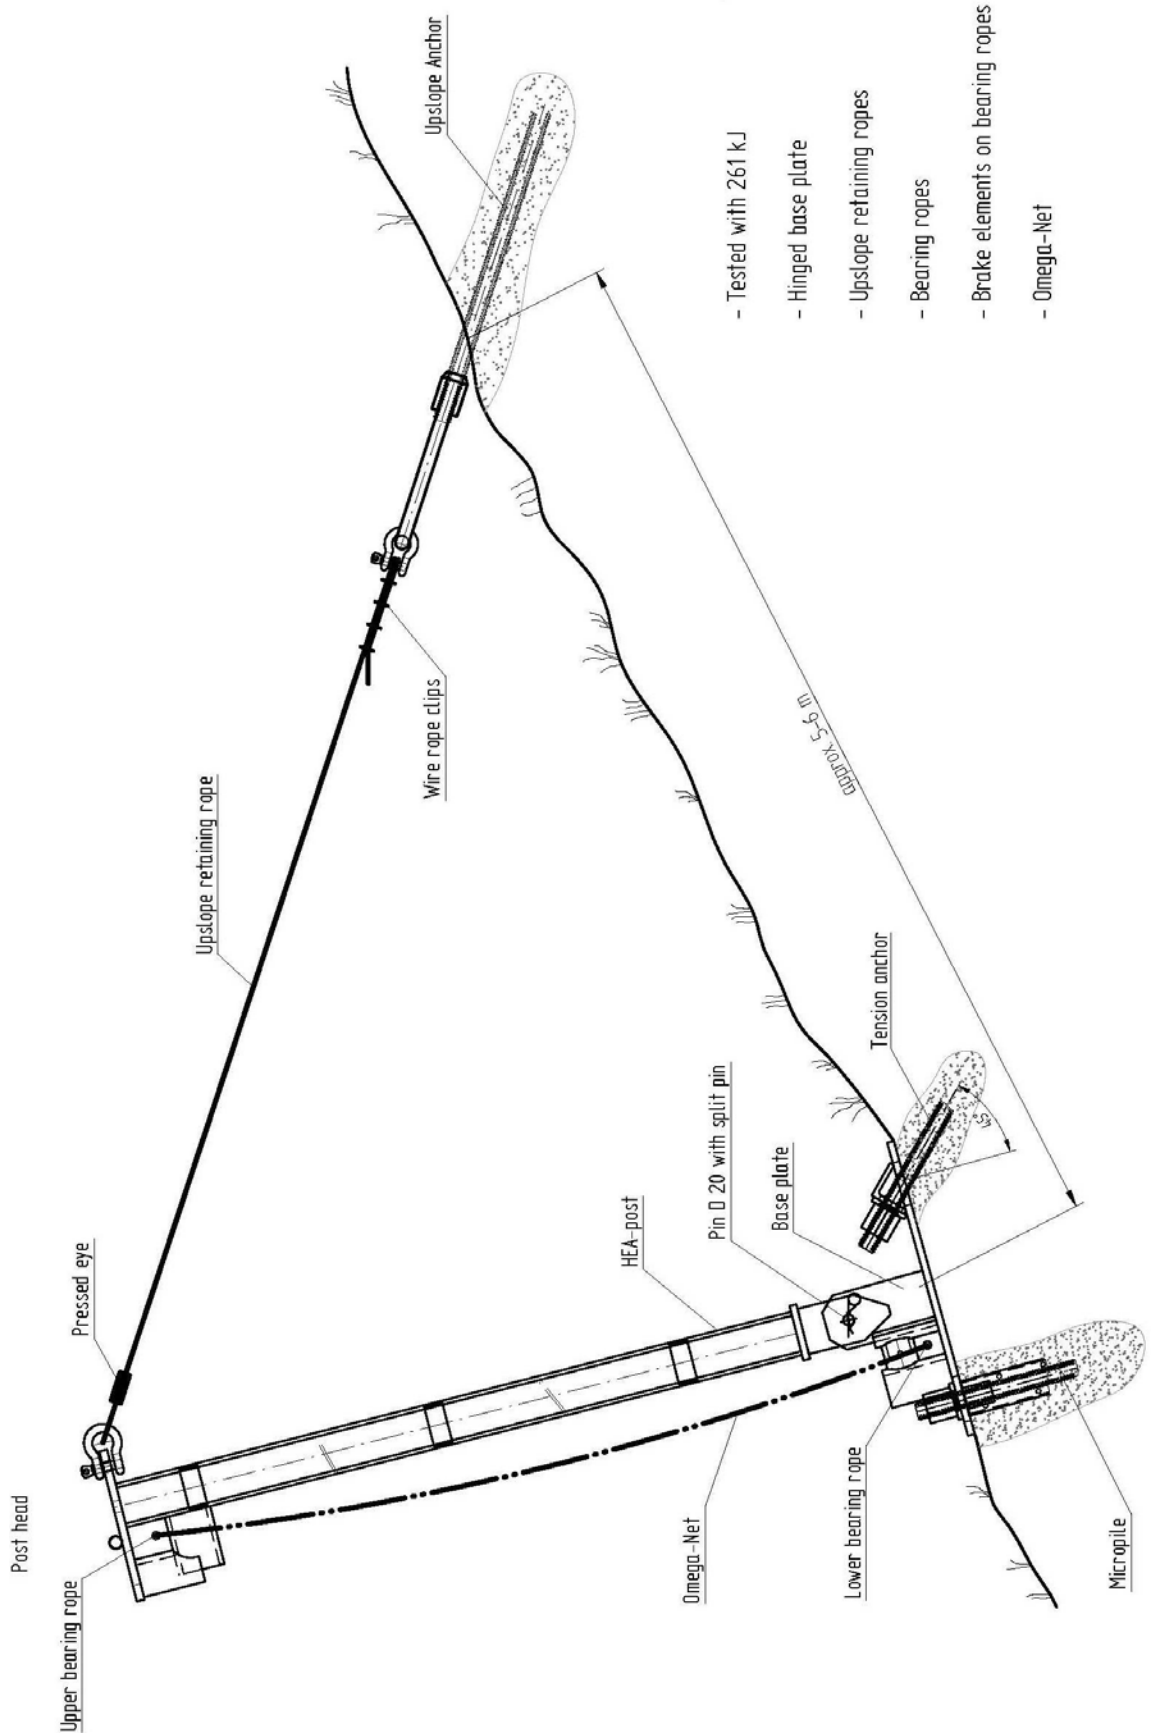 Post head
Upper bearing rope
Pressed eye
Upslope retaining rope
Wire rope clips
Upslope Anchor
Omega-Net
HEA-post
Pin D 20 with split pin
Base plate
Tension anchor
Lower bearing rope
Micropile
45°
approx. 5-6 m
- Tested with 261 kJ
- Hinged base plate
- Upslope retaining ropes
- Bearing ropes
- Brake elements on bearing ropes
- Omega-Net